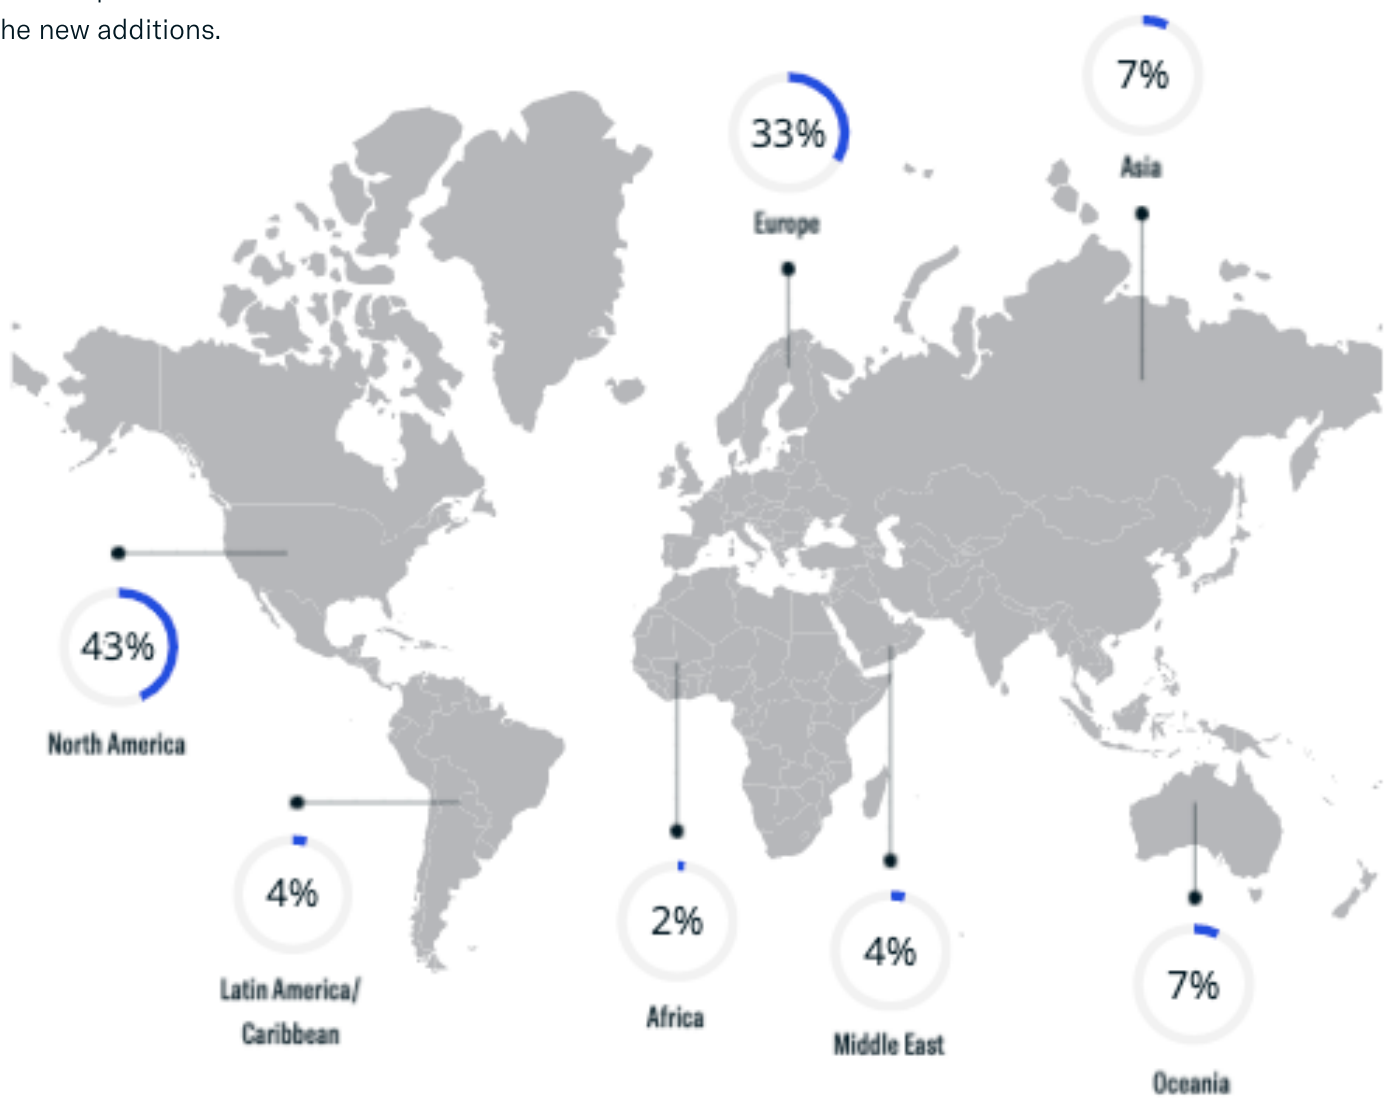 he new additions.
7%
Asia
33%
Europe
43%
North America
4%
Latin America/
Caribbean
2%
Africa
4%
Middle East
7%
Oceania